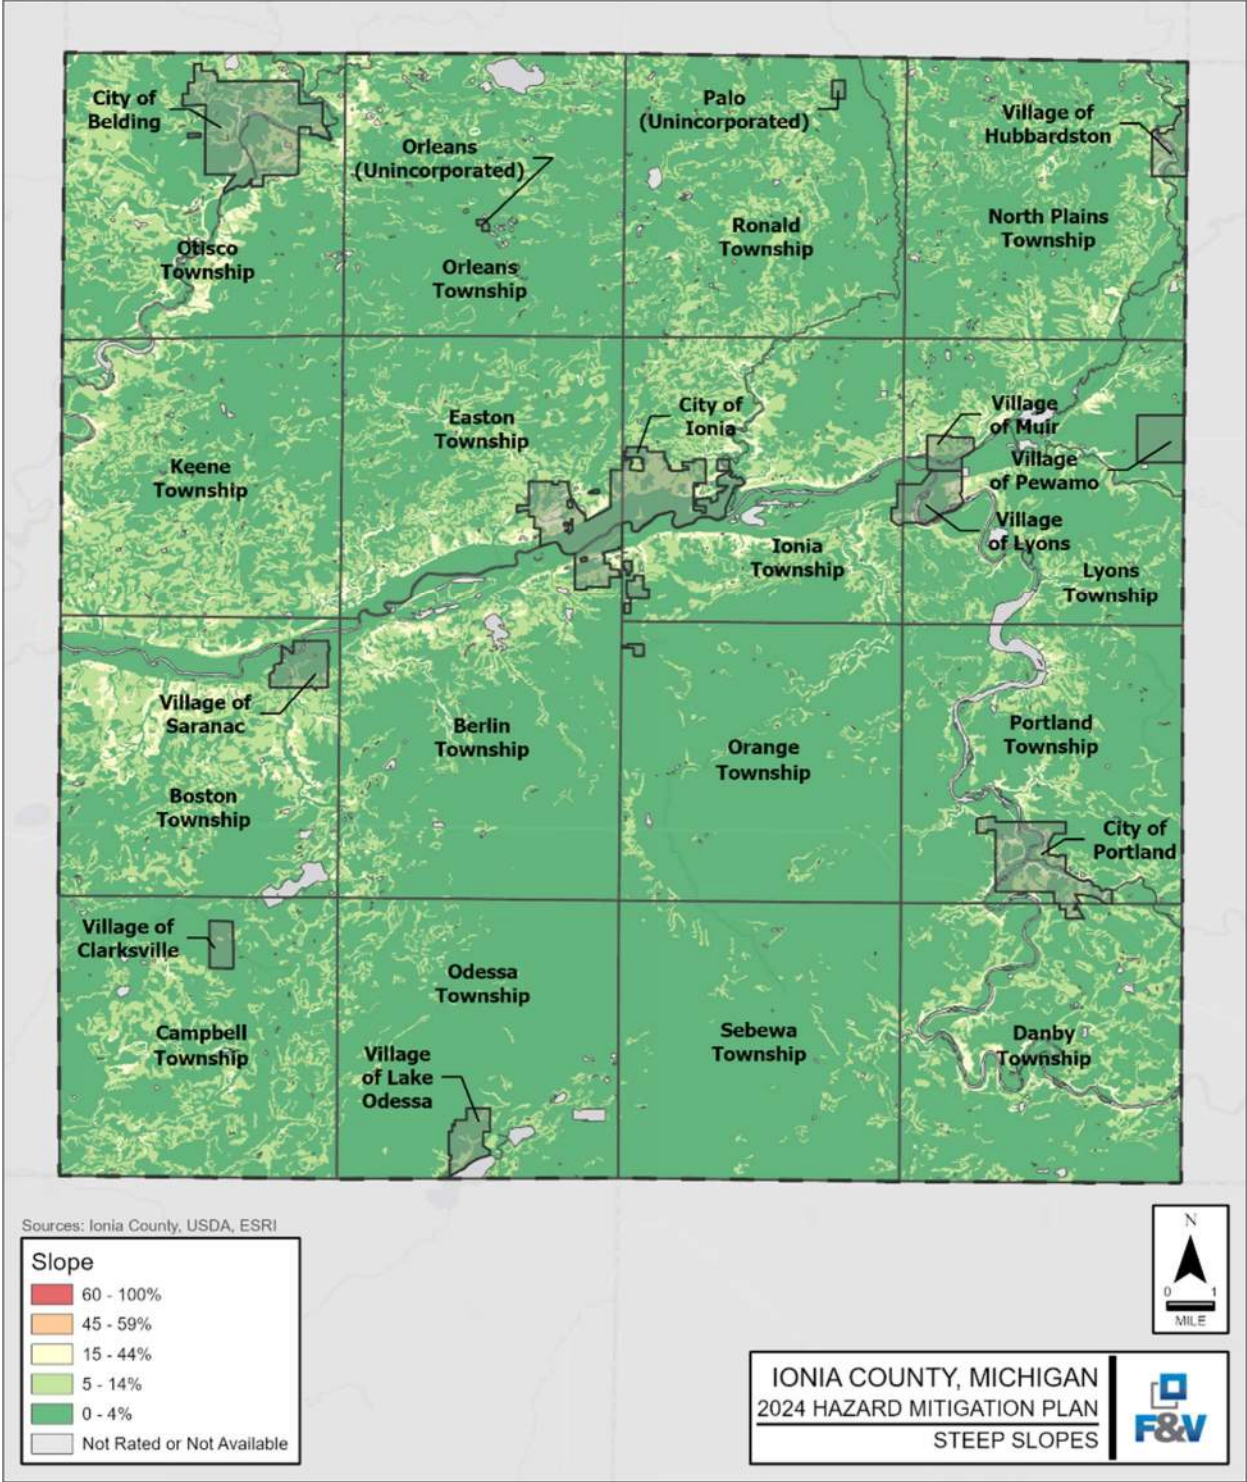 City of
Belding
Palo
(Unincorporated)
Village of
Hubbardston
Orleans
(Unincorporated)
Ronald
Township
North Plains
Township
Otisco
Township
Orleans
Township
Easton
Township
City of
Ionia
Village
of Muir
Keene
Township
Village
of Pewamo
Village
of Lyons
Ionia
Township
Lyons
Township
Village of
Saranac
Berlin
Township
Orange
Township
Portland
Township
Boston
Township
City of
Portland
Village of
Clarksville
Odessa
Township
Campbell
Township
Sebewa
Township
Danby
Township
Village
of Lake
Odessa
Sources: Ionia County, USDA, ESRI
Slope
60 - 100%
45 - 59%
15 - 44%
5 - 14%
0 - 4%
Not Rated or Not Available
N
0 1
MILE
IONIA COUNTY, MICHIGAN
2024 HAZARD MITIGATION PLAN
STEEP SLOPES
F&V